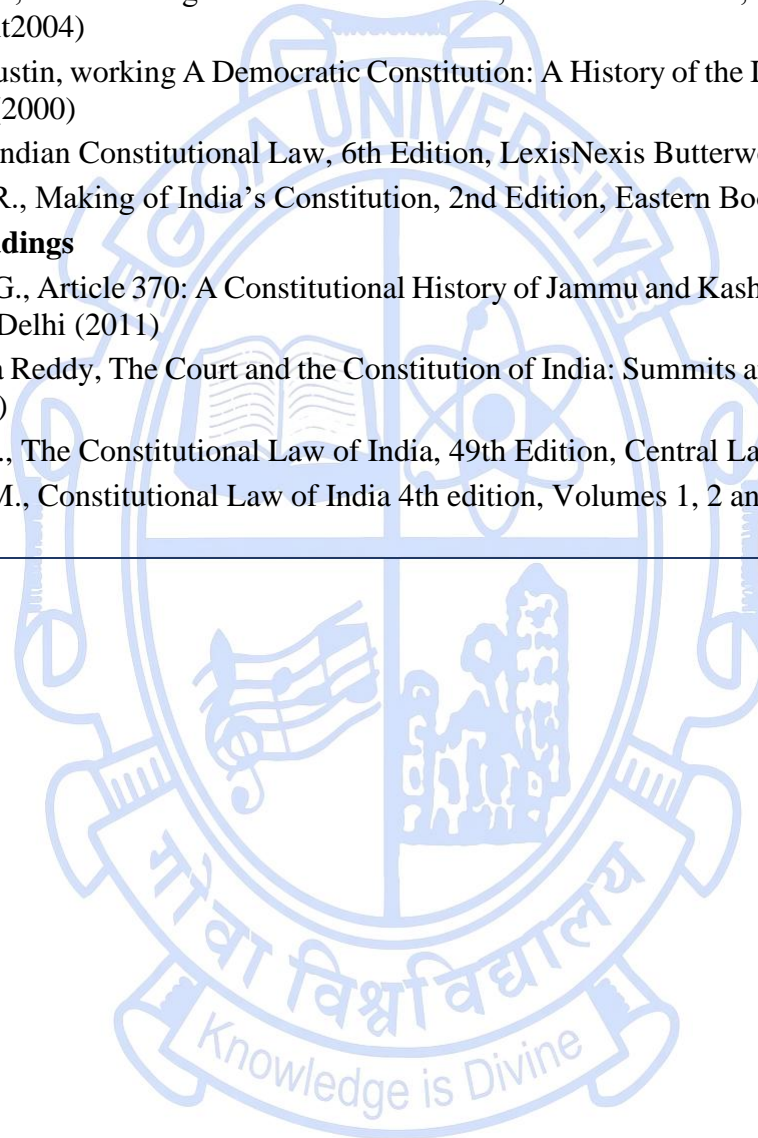 t2004)
ustin, working A Democratic Constitution: A History of the
2000)
ndian Constitutional Law, 6th Edition, LexisNexis
R., Making of India’s Constitution, 2nd Edition, Eastern
dings
G., Article 370: A Constitutional History of Jammu and Kash
Delhi (2011)
a Reddy, The Court and the Constitution of India: Summits a
)
., The Constitutional Law of India, 49th Edition, Central La
M., Constitutional Law of India 4th edition, Volumes 1, 2 an
GOA UNIVERSITY
गोंवा विश्वविद्यालय
Knowledge is Divine